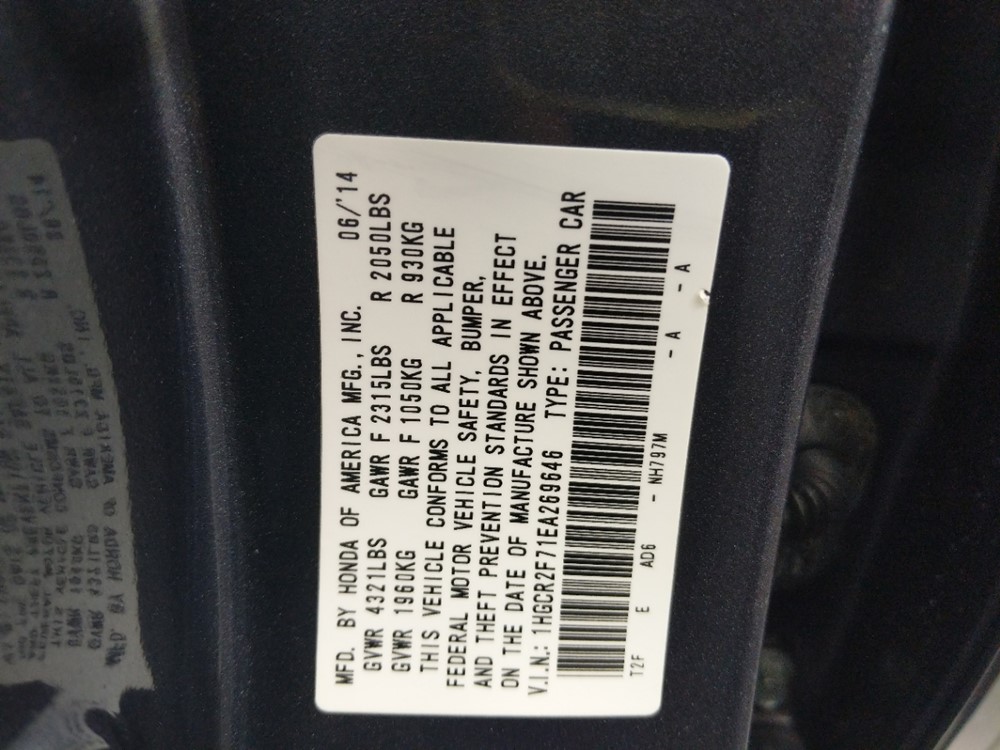 MFD. BY HONDA OF AMERICA MFG., INC. 06/'14
GVWR 4321LBS GAWR F 2315LBS R 2050LBS
GVWR 1960KG GAWR F 1050KG R 930KG
THIS VEHICLE CONFORMS TO ALL APPLICABLE
FEDERAL MOTOR VEHICLE SAFETY, BUMPER,
AND THEFT PREVENTION STANDARDS IN EFFECT
ON THE DATE OF MANUFACTURE SHOWN ABOVE.
V.I.N.: 1HGCR2F71EA269646 TYPE: PASSENGER CAR
T2F E AD6 - NH797M - A - A